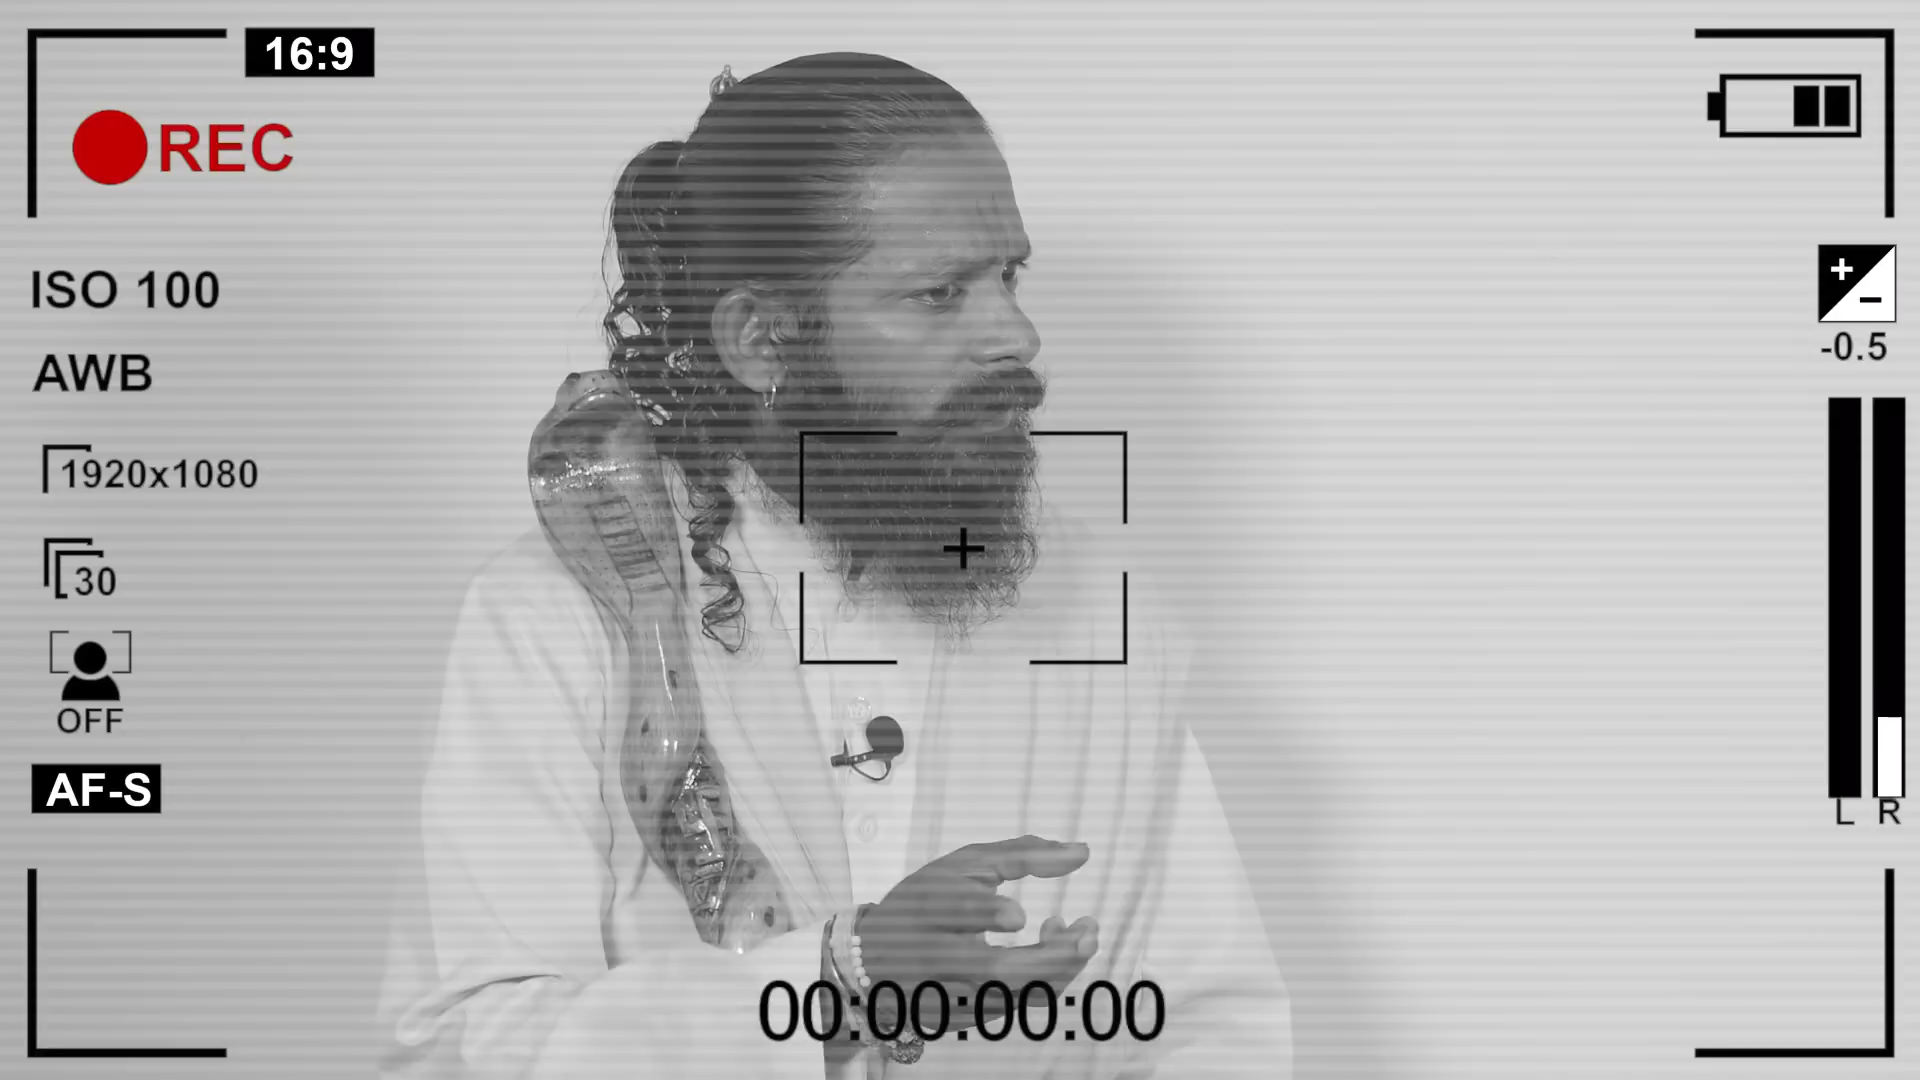 16:9
REC
ISO 100
AWB
1920x1080
30
OFF
AF-S
+
−
-0.5
L R
00:00:00:00